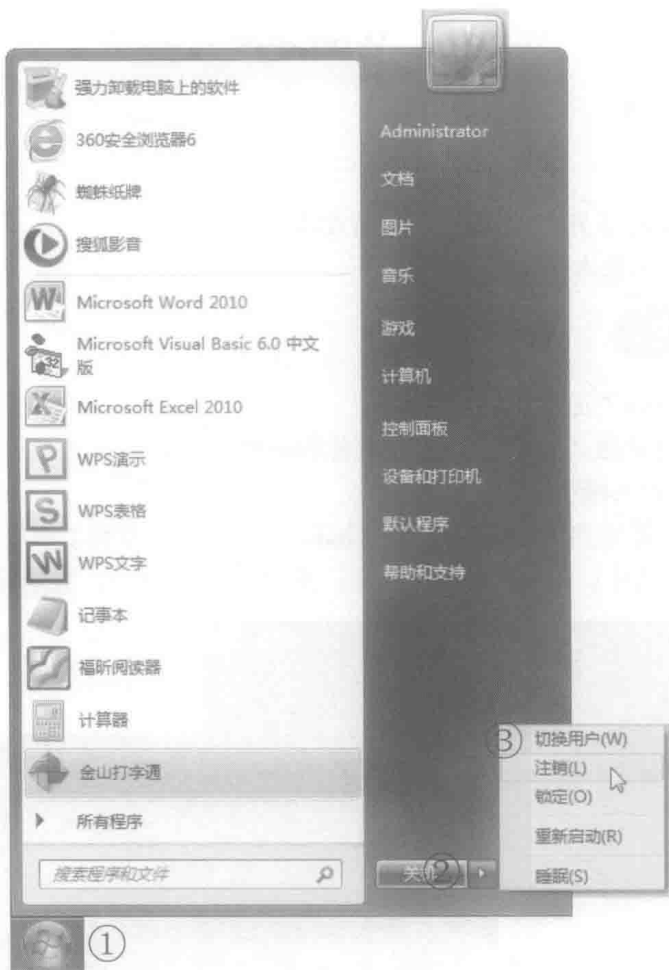 强力卸载电脑上的软件
360安全浏览器6
蜘蛛纸牌
搜狐影音
Microsoft Word 2010
Microsoft Visual Basic 6.0 中文
版
Microsoft Excel 2010
WPS演示
WPS表格
WPS文字
记事本
福昕阅读器
计算器
金山打字通
所有程序
搜索程序和文件
Administrator
文档
图片
音乐
游戏
计算机
控制面板
设备和打印机
默认程序
帮助和支持
关机
②
③
切换用户(W)
注销(L)
锁定(O)
重新启动(R)
睡眠(S)
①